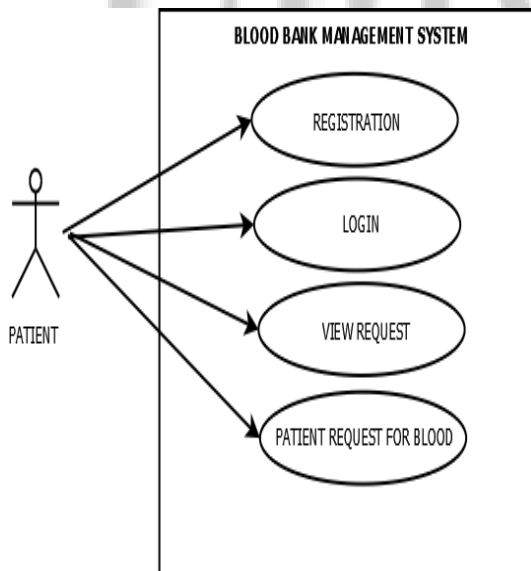 BLOOD BANK MANAGEMENT SYSTEM
REGISTRATION
LOGIN
PATIENT
VIEW REQUEST
PATIENT REQUEST FOR BLOOD